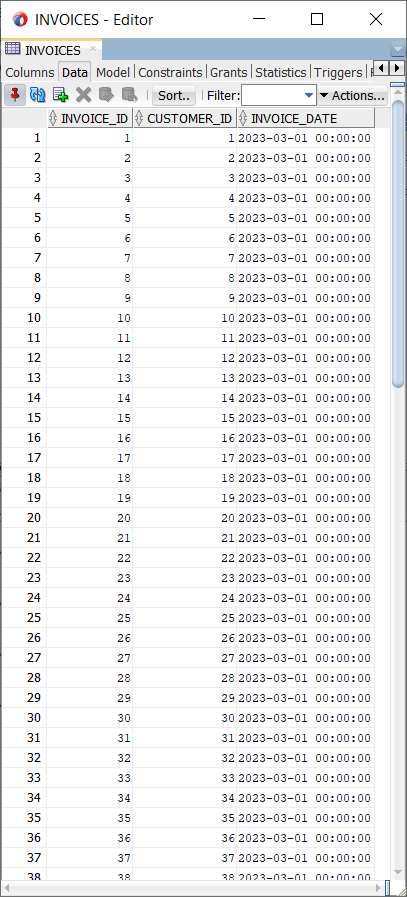 INVOICES - Editor
INVOICES
Columns Data Model Constraints Grants Statistics Triggers
Sort.. Filter: Actions...
INVOICE_ID CUSTOMER_ID INVOICE_DATE
1 1 1 2023-03-01 00:00:00
2 2 2 2023-03-01 00:00:00
3 3 3 2023-03-01 00:00:00
4 4 4 2023-03-01 00:00:00
5 5 5 2023-03-01 00:00:00
6 6 6 2023-03-01 00:00:00
7 7 7 2023-03-01 00:00:00
8 8 8 2023-03-01 00:00:00
9 9 9 2023-03-01 00:00:00
10 10 10 2023-03-01 00:00:00
11 11 11 2023-03-01 00:00:00
12 12 12 2023-03-01 00:00:00
13 13 13 2023-03-01 00:00:00
14 14 14 2023-03-01 00:00:00
15 15 15 2023-03-01 00:00:00
16 16 16 2023-03-01 00:00:00
17 17 17 2023-03-01 00:00:00
18 18 18 2023-03-01 00:00:00
19 19 19 2023-03-01 00:00:00
20 20 20 2023-03-01 00:00:00
21 21 21 2023-03-01 00:00:00
22 22 22 2023-03-01 00:00:00
23 23 23 2023-03-01 00:00:00
24 24 24 2023-03-01 00:00:00
25 25 25 2023-03-01 00:00:00
26 26 26 2023-03-01 00:00:00
27 27 27 2023-03-01 00:00:00
28 28 28 2023-03-01 00:00:00
29 29 29 2023-03-01 00:00:00
30 30 30 2023-03-01 00:00:00
31 31 31 2023-03-01 00:00:00
32 32 32 2023-03-01 00:00:00
33 33 33 2023-03-01 00:00:00
34 34 34 2023-03-01 00:00:00
35 35 35 2023-03-01 00:00:00
36 36 36 2023-03-01 00:00:00
37 37 37 2023-03-01 00:00:00
38 38 38 2023-03-01 00:00:00